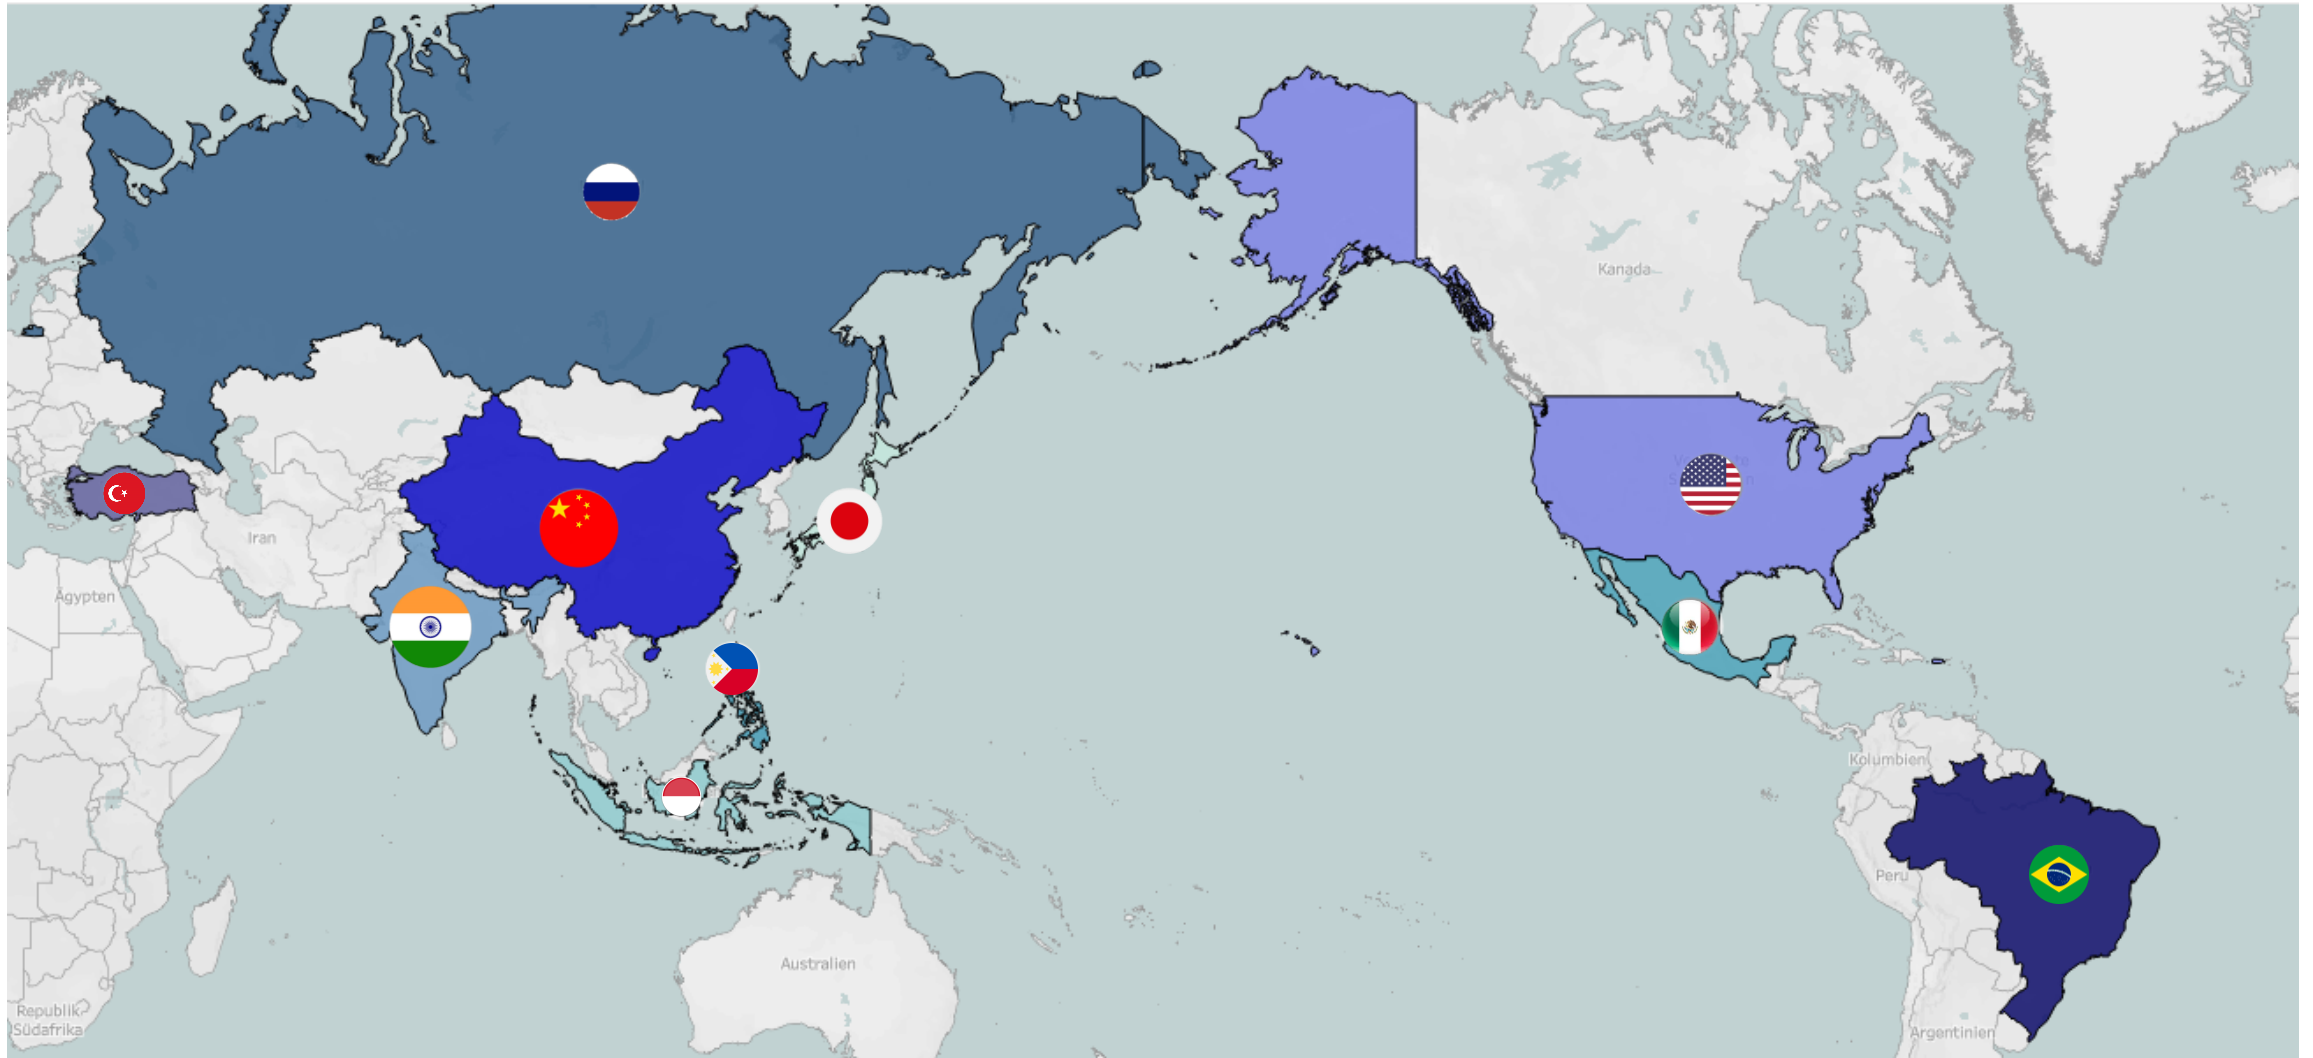 Kanada
Iran
Ägypten
Kolumbien
Peru
Australien
Republik
Südafrika
Argentinien